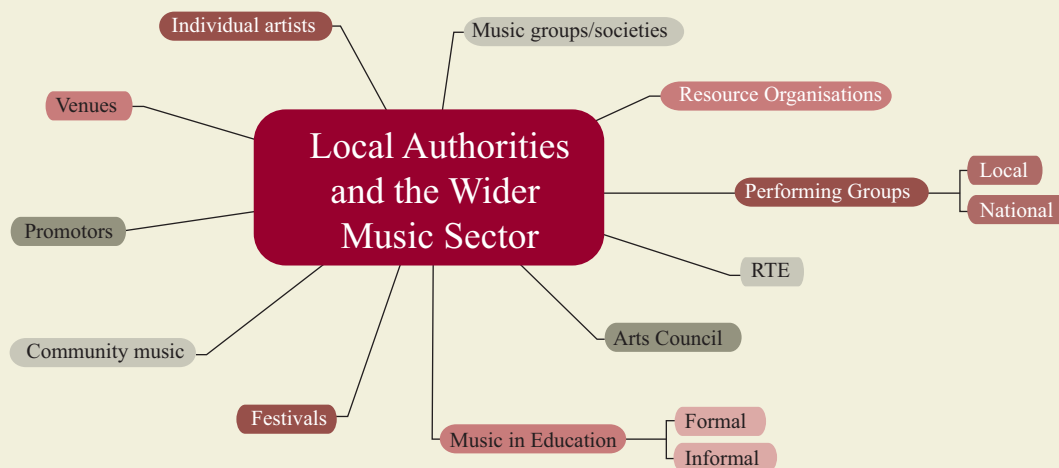 Individual artists
Music groups/societies
Venues
Resource Organisations
Local Authorities
and the Wider
Music Sector
Performing Groups
Local
National
Promotors
RTE
Arts Council
Community music
Festivals
Music in Education
Formal
Informal